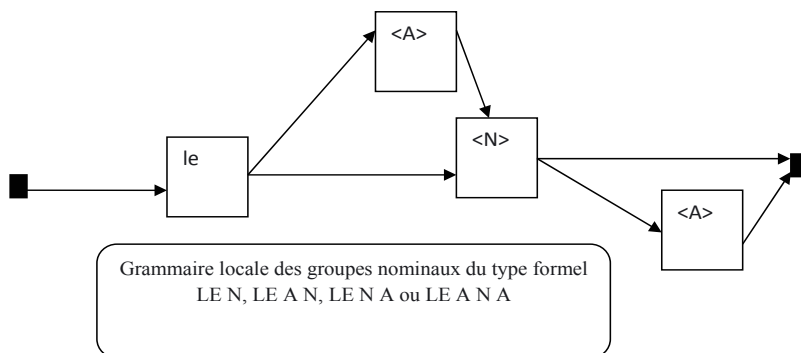 <A>
le
<N>
<A>
Grammaire locale des groupes nominaux du type formel
LE N, LE A N, LE N A ou LE A N A